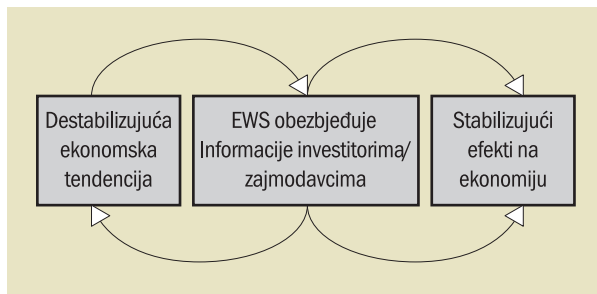 Destabilizujuća
ekonomska
tendencija
EWS obezbjeđuje
Informacije investitorima/
zajmodavcima
Stabilizujući
efekti na
ekonomiju